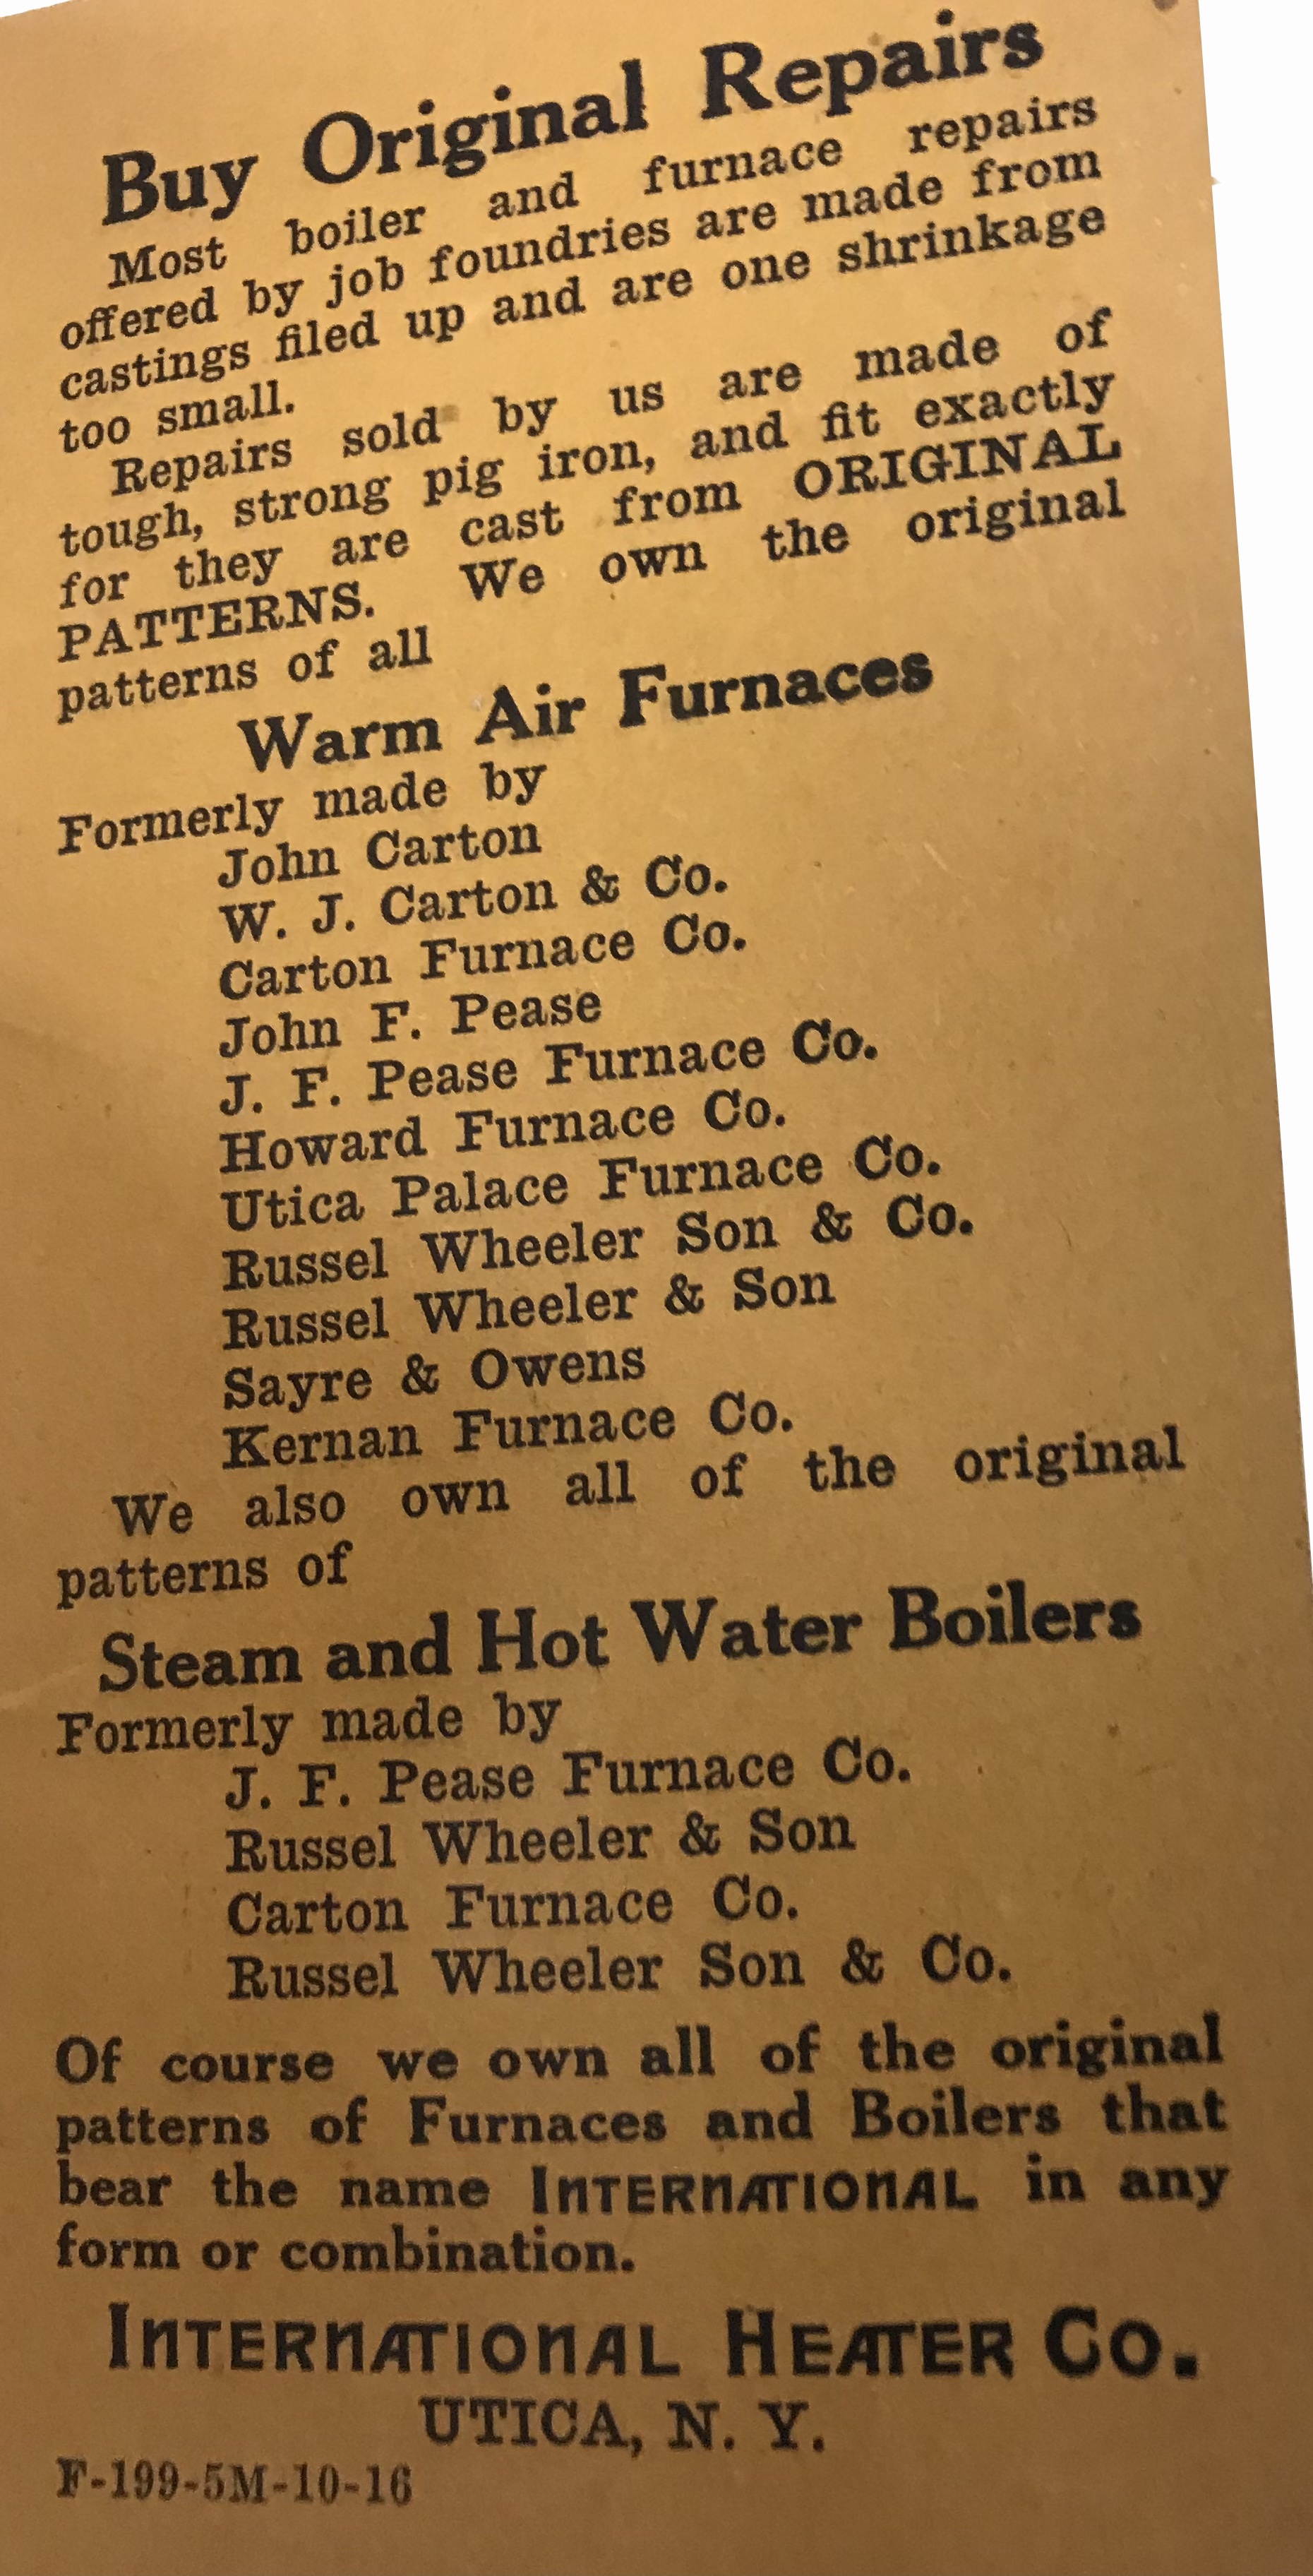 Buy Original Repairs
Most boiler and furnace repairs
offered by job foundries are made from
castings filed up and are one shrinkage
too small.
Repairs sold by us are made of
tough, strong pig iron, and fit exactly
for they are cast from ORIGINAL
PATTERNS. We own the original
patterns of all
Warm Air Furnaces
Formerly made by
John Carton
W. J. Carton & Co.
Carton Furnace Co.
John F. Pease
J. F. Pease Furnace Co.
Howard Furnace Co.
Utica Palace Furnace Co.
Russel Wheeler Son & Co.
Russel Wheeler & Son
Sayre & Owens
Kernan Furnace Co.
We also own all of the original
patterns of
Steam and Hot Water Boilers
Formerly made by
J. F. Pease Furnace Co.
Russel Wheeler & Son
Carton Furnace Co.
Russel Wheeler Son & Co.
Of course we own all of the original
patterns of Furnaces and Boilers that
bear the name INTERNATIONAL in any
form or combination.
INTERNATIONAL HEATER CO.
UTICA, N. Y.
F-199-5M-10-16